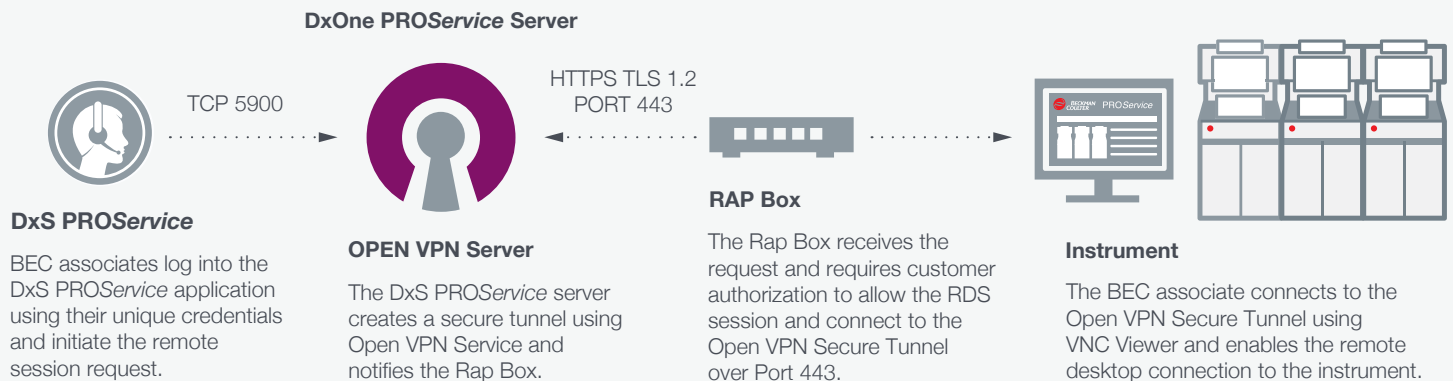 DxOne PROService Server
TCP 5900
HTTPS TLS 1.2
PORT 443
BECKMAN
COULTER
PROService
DxS PROService
BEC associates log into the
DxS PROService application
using their unique credentials
and initiate the remote
session request.
OPEN VPN Server
The DxS PROService server
creates a secure tunnel using
Open VPN Service and
notifies the Rap Box.
RAP Box
The Rap Box receives the
request and requires customer
authorization to allow the RDS
session and connect to the
Open VPN Secure Tunnel
over Port 443.
Instrument
The BEC associate connects to the
Open VPN Secure Tunnel using
VNC Viewer and enables the remote
desktop connection to the instrument.